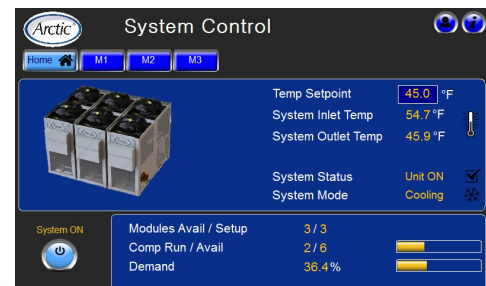 Arctic System Control
Home M1 M2 M3
Temp Setpoint 45.0 °F
System Inlet Temp 54.7 °F
System Outlet Temp 45.9 °F
System Status Unit ON
System Mode Cooling
System ON
Modules Avail / Setup 3 / 3
Comp Run / Avail 2 / 6
Demand 36.4 %